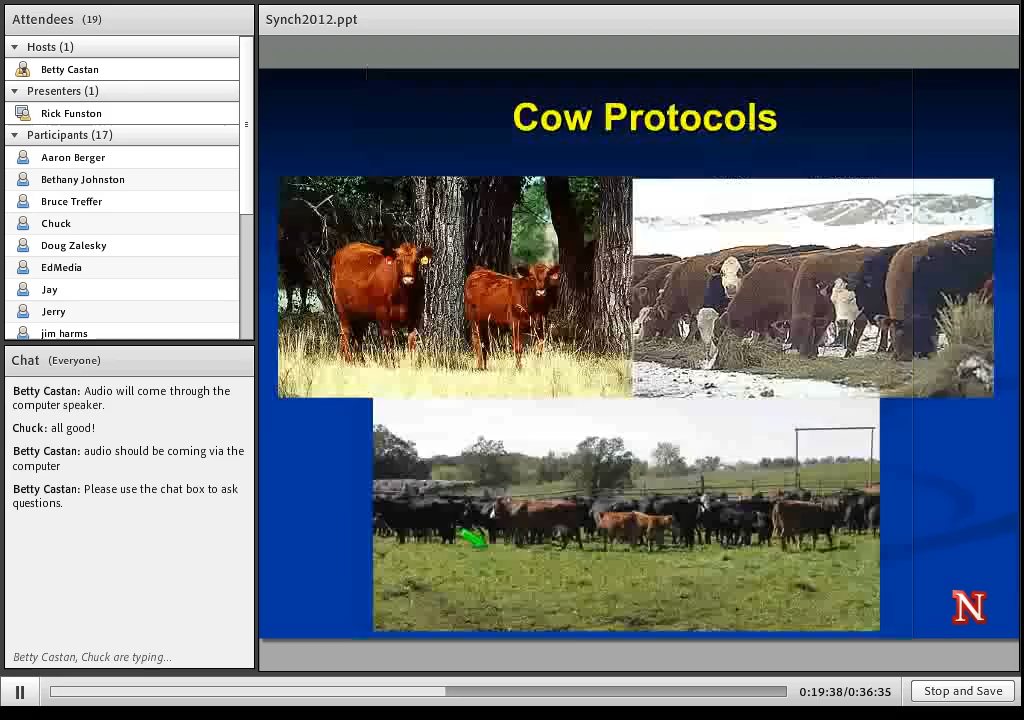 Attendees (19)
Hosts (1)
Betty Castan
Presenters (1)
Rick Funston
Participants (17)
Aaron Berger
Bethany Johnston
Bruce Treffer
Chuck
Doug Zalesky
EdMedia
Jay
Jerry
jim harms
Chat (Everyone)
Betty Castan: Audio will come through the
computer speaker.
Chuck: all good!
Betty Castan: audio should be coming via the
computer
Betty Castan: Please use the chat box to ask
questions.
Betty Castan, Chuck are typing...
Synch2012.ppt
Cow Protocols
N
0:19:38/0:36:35
Stop and Save